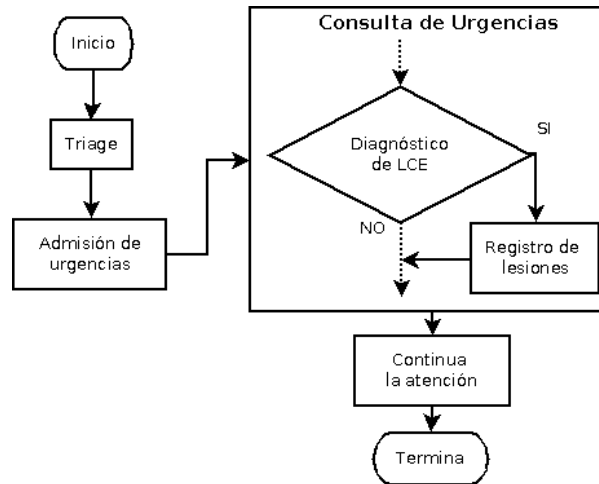 Inicio
Triage
Admisión de
urgencias
Consulta de Urgencias
Diagnóstico
de LCE
SI
NO
Registro de
lesiones
Continua
la atención
Termina